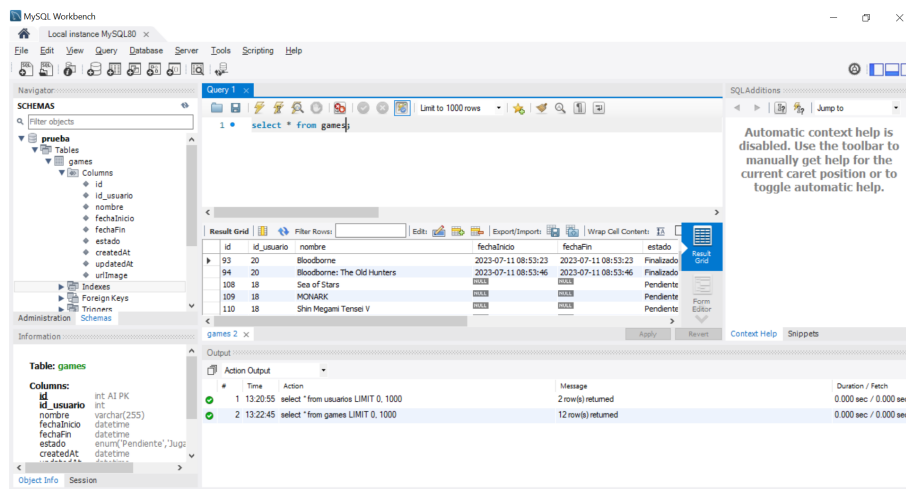 MySQL Workbench
Local instance MySQL80
File Edit View Query Database Server Tools Scripting Help
Navigator
SCHEMAS
Filter objects
prueba
Tables
games
Columns
id
id_usuario
nombre
fechaInicio
fechaFin
estado
createdAt
updatedAt
urlImage
Indexes
Foreign Keys
Triggers
Administration Schemas
Information
Table: games
Columns:
id int AI PK
id_usuario int
nombre varchar(255)
fechaInicio datetime
fechaFin datetime
estado enum('Pendiente','Juga
createdAt datetime
Object Info Session
Query 1
Limit to 1000 rows
1 select * from games;
Result Grid Filter Rows: Edit: Export/Import: Wrap Cell Content:
id id_usuario nombre fechaInicio fechaFin estado
93 20 Bloodborne 2023-07-11 08:53:23 2023-07-11 08:53:23 Finalizado
94 20 Bloodborne: The Old Hunters 2023-07-11 08:53:46 2023-07-11 08:53:46 Finalizado
108 18 Sea of Stars NULL NULL Pendiente
109 18 MONARK NULL NULL Pendiente
110 18 Shin Megami Tensei V NULL NULL Pendiente
Result Grid
Form Editor
games 2
Apply Revert
Output
Action Output
# Time Action Message Duration / Fetch
1 13:20:55 select * from usuarios LIMIT 0, 1000 2 row(s) returned 0.000 sec / 0.000 sec
2 13:22:45 select * from games LIMIT 0, 1000 12 row(s) returned 0.000 sec / 0.000 sec
SQLAdditions
Jump to
Automatic context help is
disabled. Use the toolbar to
manually get help for the
current caret position or to
toggle automatic help.
Context Help Snippets